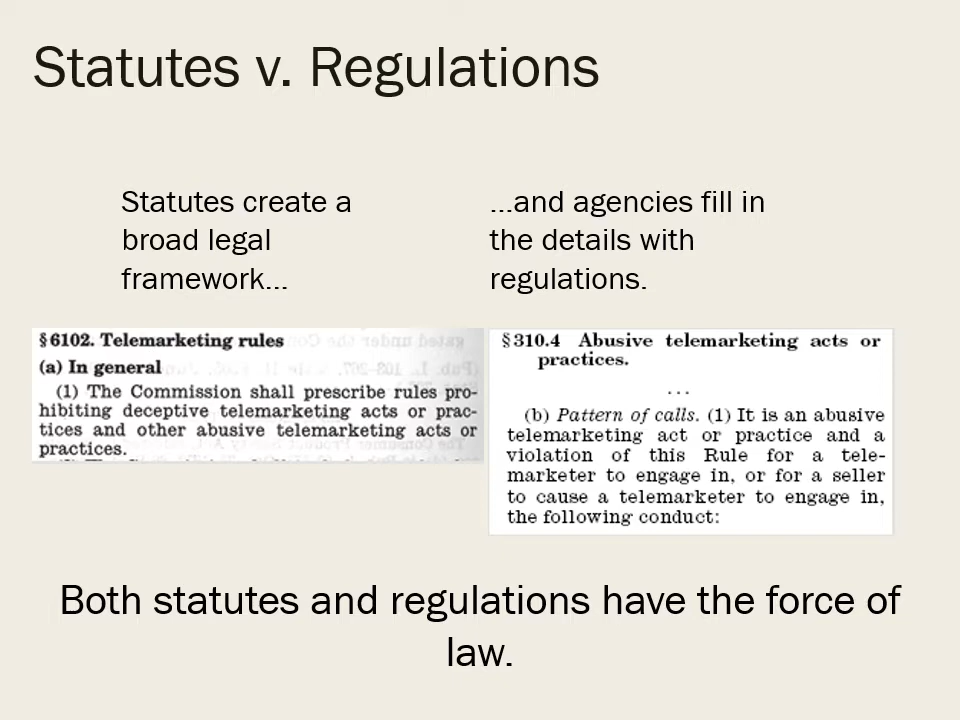 Statutes v. Regulations
Statutes create a
broad legal
framework...
...and agencies fill in
the details with
regulations.
§ 6102. Telemarketing rules
(a) In general
(1) The Commission shall prescribe rules pro-
hibiting deceptive telemarketing acts or prac-
tices and other abusive telemarketing acts or
practices.
§ 310.4 Abusive telemarketing acts or
practices.
...
(b) Pattern of calls. (1) It is an abusive
telemarketing act or practice and a
violation of this Rule for a tele-
marketer to engage in, or for a seller
to cause a telemarketer to engage in,
the following conduct:
Both statutes and regulations have the force of
law.